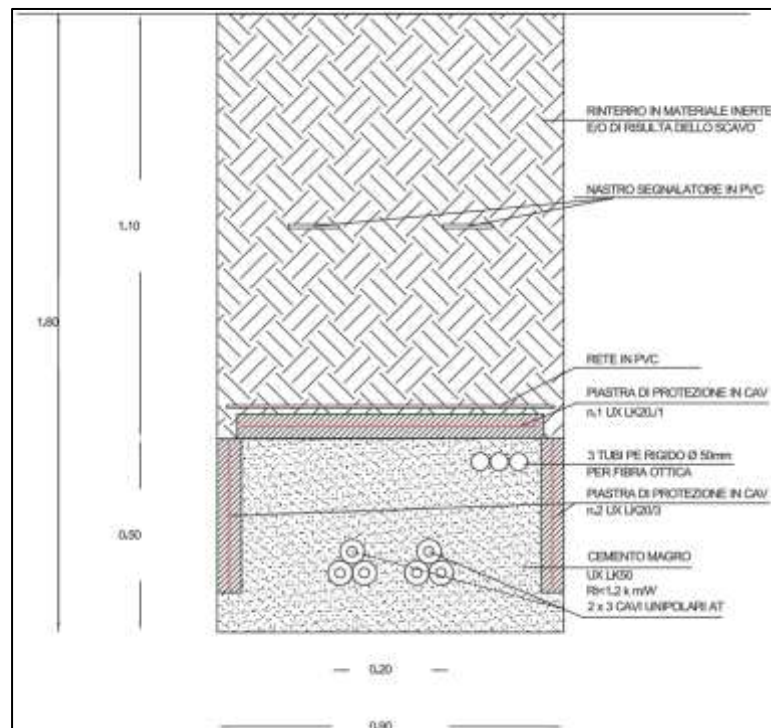 RINTERRO IN MATERIALE INERTE
E/O DI RISULTA DELLO SCAVO
NASTRO SEGNALATORE IN PVC
1,10
1,80
RETE IN PVC
PIASTRA DI PROTEZIONE IN CAV
n.1 UX LK20/1
3 TUBI PE RIGIDO Ø 50mm
PER FIBRA OTTICA
PIASTRA DI PROTEZIONE IN CAV
n.2 UX LK20/3
0,50
CEMENTO MAGRO
UX LK50
Rt<1,2 k m/W
2 x 3 CAVI UNIPOLARI AT
0,20
0,90